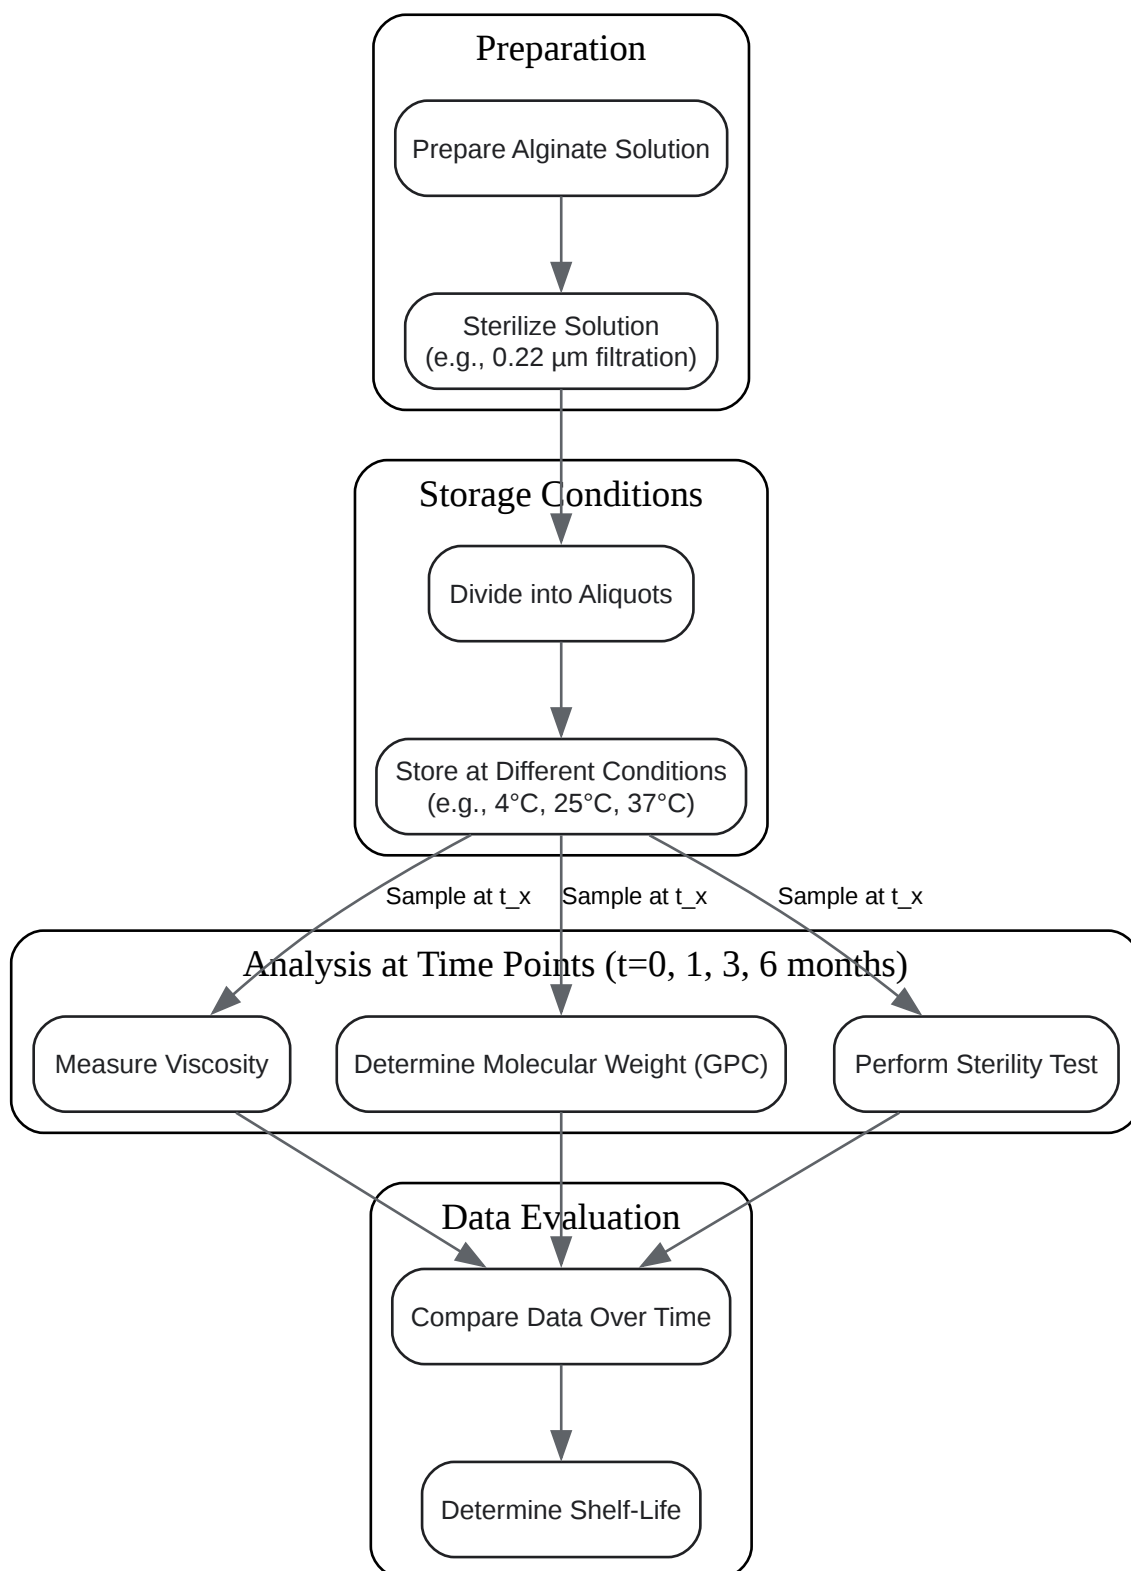 Preparation
Prepare Alginate Solution
Sterilize Solution
(e.g., 0.22 µm filtration)
Storage Conditions
Divide into Aliquots
Store at Different Conditions
(e.g., 4°C, 25°C, 37°C)
Sample at t_x
Sample at t_x
Sample at t_x
Analysis at Time Points (t=0, 1, 3, 6 months)
Measure Viscosity
Determine Molecular Weight (GPC)
Perform Sterility Test
Data Evaluation
Compare Data Over Time
Determine Shelf-Life